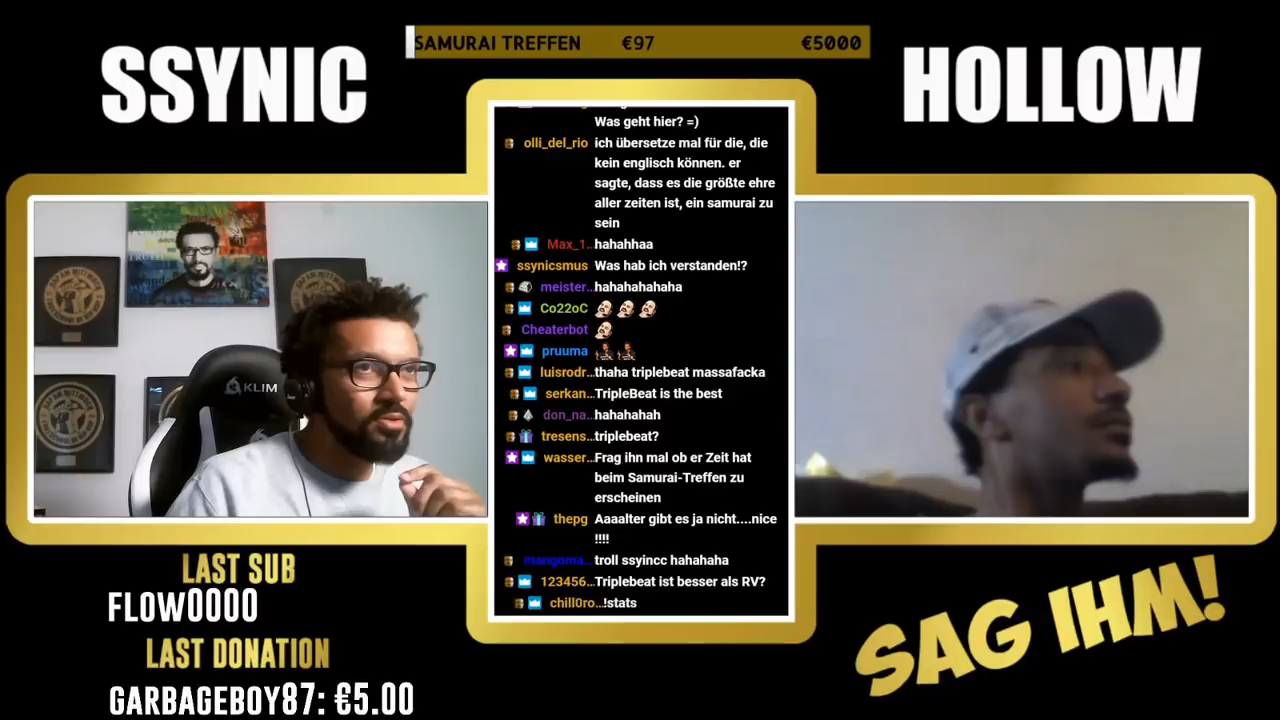 SAMURAI TREFFEN €97 €5000
SSYNIC
HOLLOW
Was geht hier? =)
olli_del_rio ich übersetze mal für die, die
kein englisch können. er
sagte, dass es die größte ehre
aller zeiten ist, ein samurai zu
sein
Max_1.. hahahhaa
ssynicsmus Was hab ich verstanden!?
meister.. hahahahahaha
Co22oC
Cheaterbot
pruuma
luisrodr.. thaha triplebeat massafacka
serkan.. TripleBeat is the best
don_na.. hahahahah
tresens.. triplebeat?
wasser.. Frag ihn mal ob er Zeit hat
beim Samurai-Treffen zu
erscheinen
thepg Aaaalter gibt es ja nicht....nice
!!!!
mangoma.. troll ssyincc hahahaha
123456.. Triplebeat ist besser als RV?
chill0ro.. !stats
KLIM
LAST SUB
FLOW0000
LAST DONATION
GARBAGEBOY87: €5.00
SAG IHM!